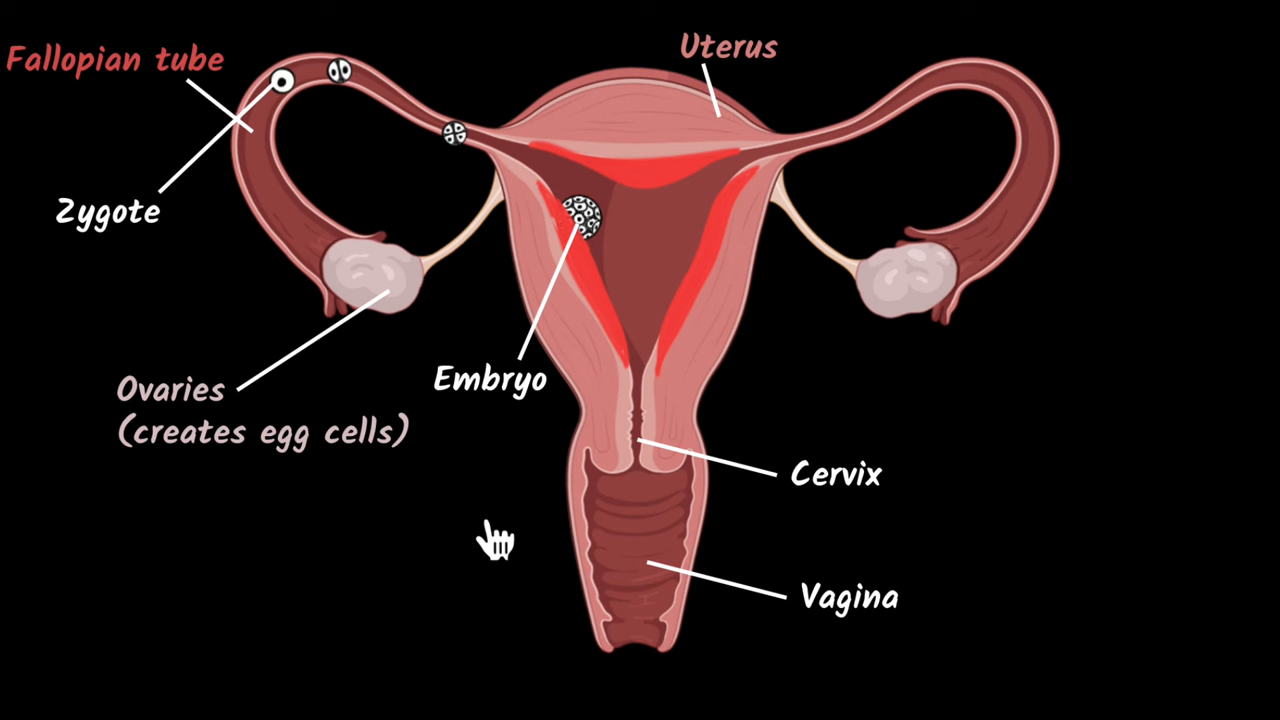 Fallopian tube
Uterus
Zygote
Embryo
Ovaries
(creates egg cells)
Cervix
Vagina